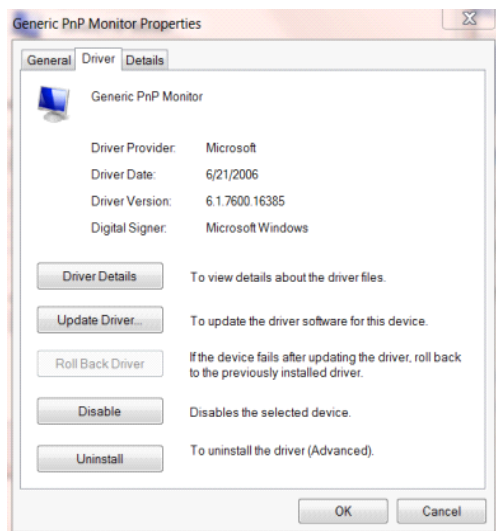 Generic PnP Monitor Properties
General Driver Details
Generic PnP Monitor
Driver Provider: Microsoft
Driver Date: 6/21/2006
Driver Version: 6.1.7600.16385
Digital Signer: Microsoft Windows
Driver Details To view details about the driver files.
Update Driver... To update the driver software for this device.
Roll Back Driver If the device fails after updating the driver, roll back
to the previously installed driver.
Disable Disables the selected device.
Uninstall To uninstall the driver (Advanced).
OK Cancel